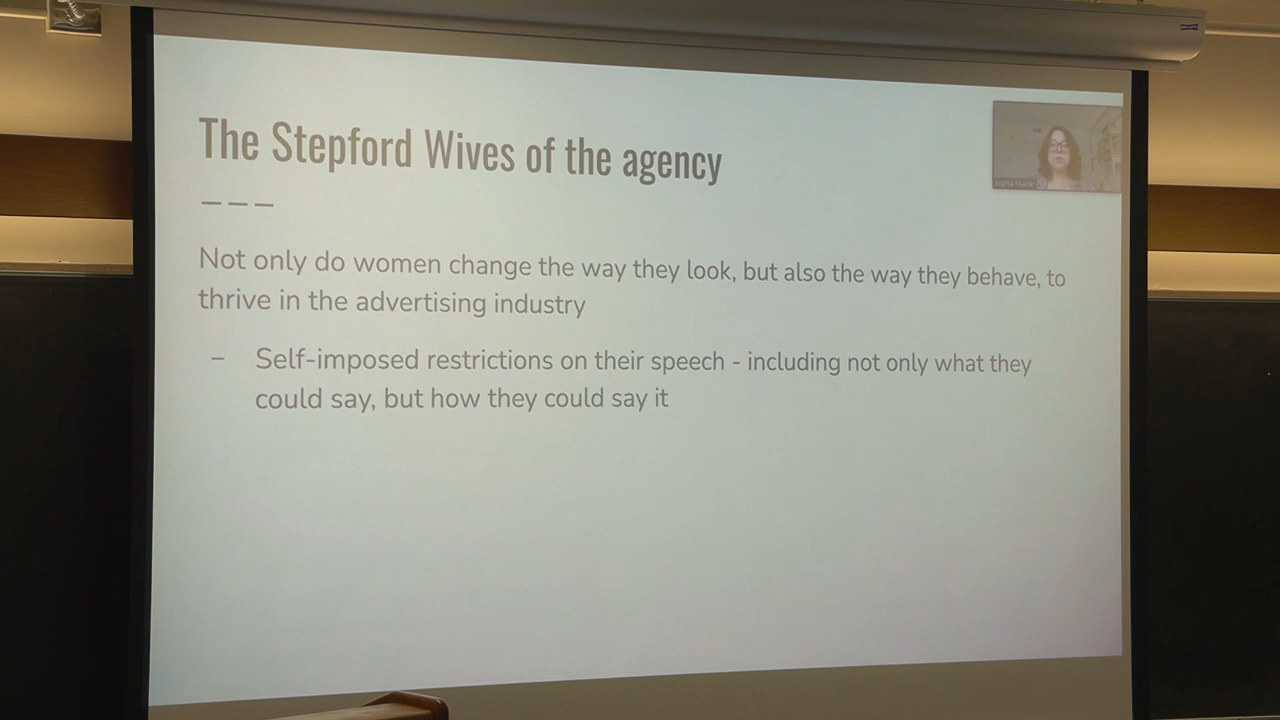 The Stepford Wives of the agency
Not only do women change the way they look, but also the way they behave, to
thrive in the advertising industry
– Self-imposed restrictions on their speech - including not only what they
could say, but how they could say it